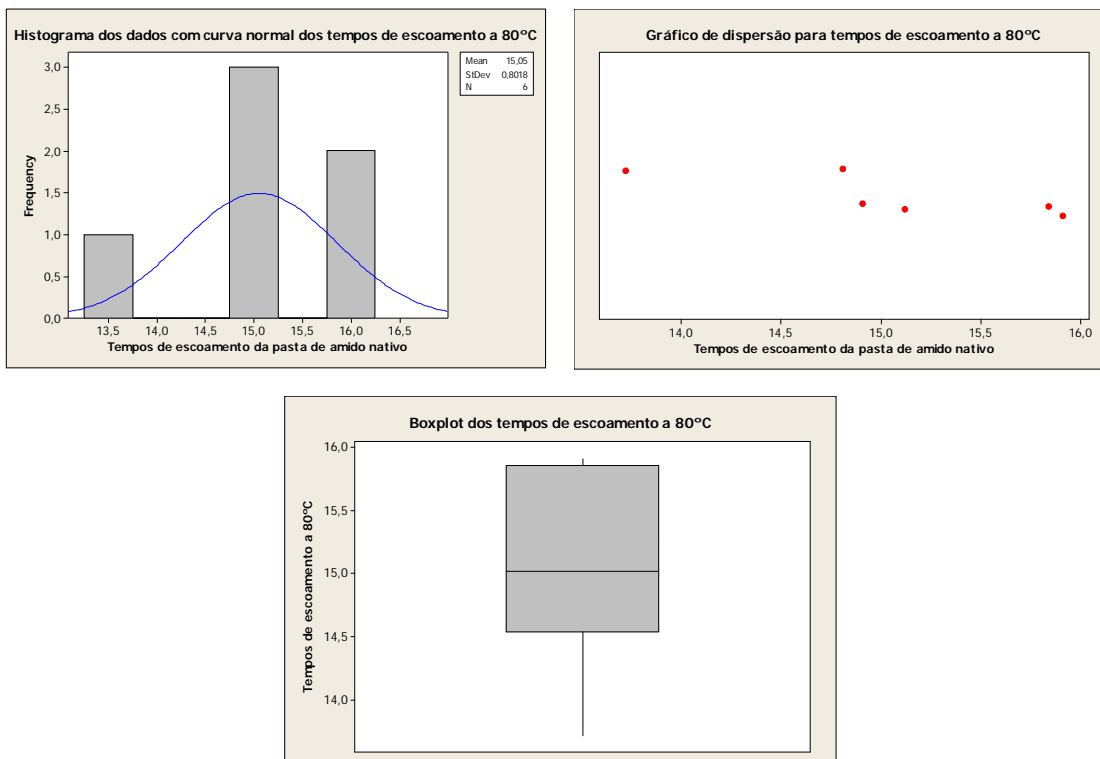 Histograma dos dados com curva normal dos tempos de escoamento a 80ºC
Mean 15,05
StDev 0,8018
N 6
3,0
2,5
2,0
1,5
1,0
0,5
0,0
Frequency
13,5 14,0 14,5 15,0 15,5 16,0 16,5
Tempos de escoamento da pasta de amido nativo
Gráfico de dispersão para tempos de escoamento a 80ºC
14,0 14,5 15,0 15,5 16,0
Tempos de escoamento da pasta de amido nativo
Boxplot dos tempos de escoamento a 80ºC
16,0
15,5
15,0
14,5
14,0
Tempos de escoamento a 80ºC